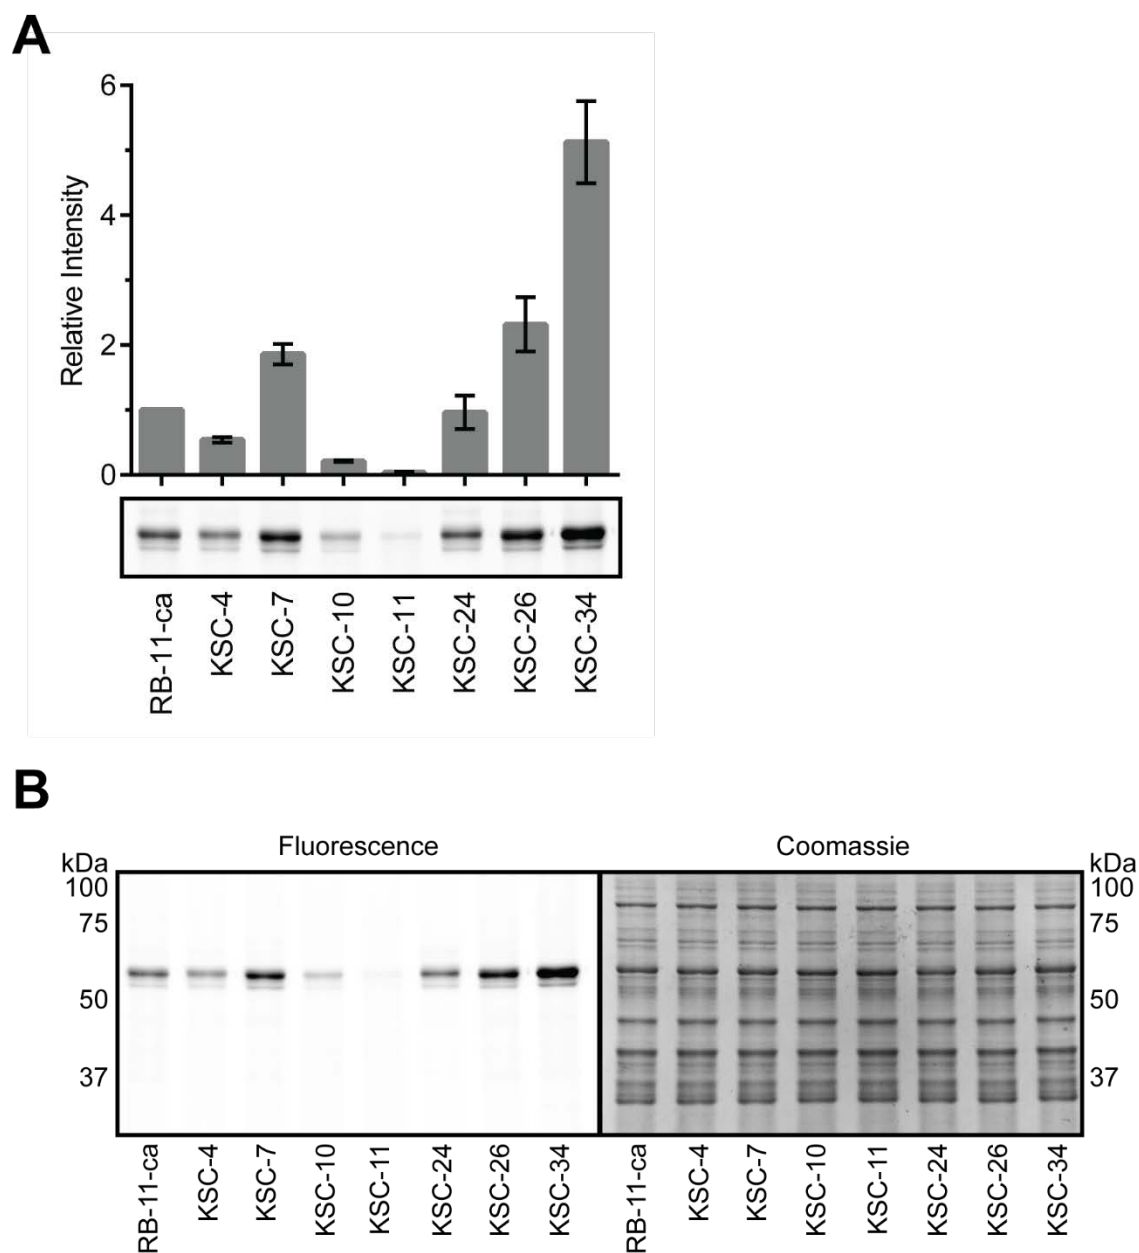 A
Relative Intensity
6
4
2
0
RB-11-ca
KSC-4
KSC-7
KSC-10
KSC-11
KSC-24
KSC-26
KSC-34
B
Fluorescence
Coomassie
kDa
100
75
50
37
kDa
100
75
50
37
RB-11-ca
KSC-4
KSC-7
KSC-10
KSC-11
KSC-24
KSC-26
KSC-34
RB-11-ca
KSC-4
KSC-7
KSC-10
KSC-11
KSC-24
KSC-26
KSC-34